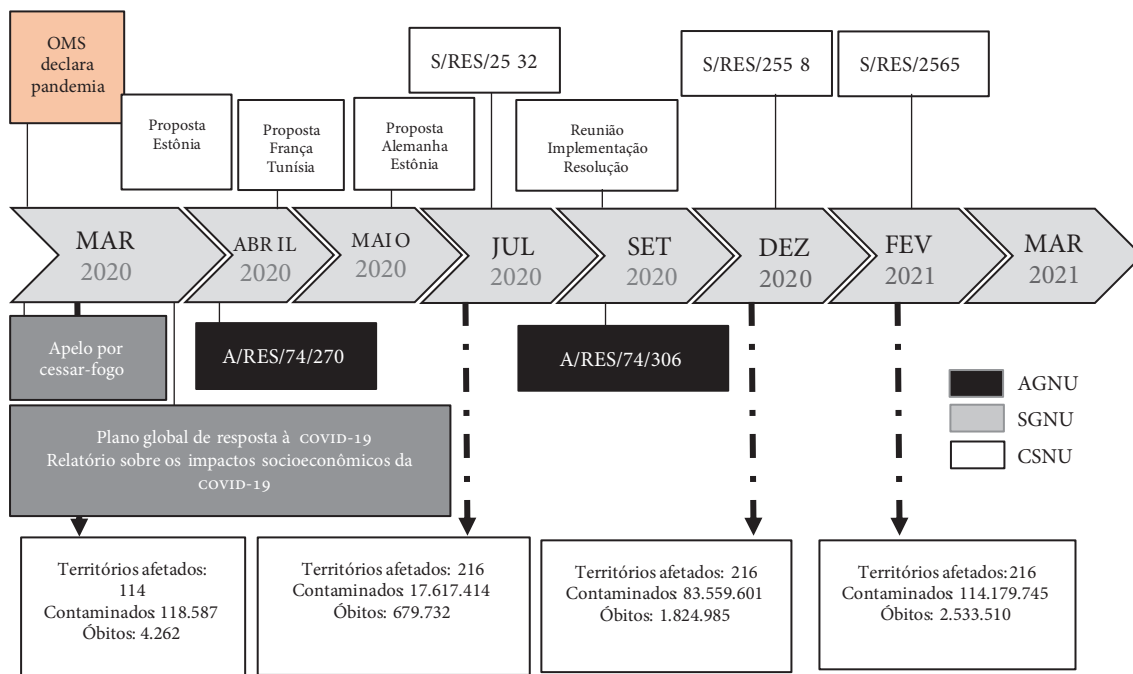 OMS
declara
pandemia
Proposta
Estônia
Proposta
França
Tunísia
Proposta
Alemanha
Estônia
S/RES/25 32
Reunião
Implementação
Resolução
S/RES/255 8
S/RES/2565
MAR
2020
ABR IL
2020
MAI O
2020
JUL
2020
SET
2020
DEZ
2020
FEV
2021
MAR
2021
Apelo por
cessar-fogo
A/RES/74/270
A/RES/74/306
Plano global de resposta à COVID-19
Relatório sobre os impactos socioeconômicos da
COVID-19
AGNU
SGNU
CSNU
Territórios afetados:
114
Contaminados: 118.587
Óbitos: 4.262
Territórios afetados: 216
Contaminados: 17.617.414
Óbitos: 679.732
Territórios afetados: 216
Contaminados: 83.559.601
Óbitos: 1.824.985
Territórios afetados: 216
Contaminados: 114.179.745
Óbitos: 2.533.510